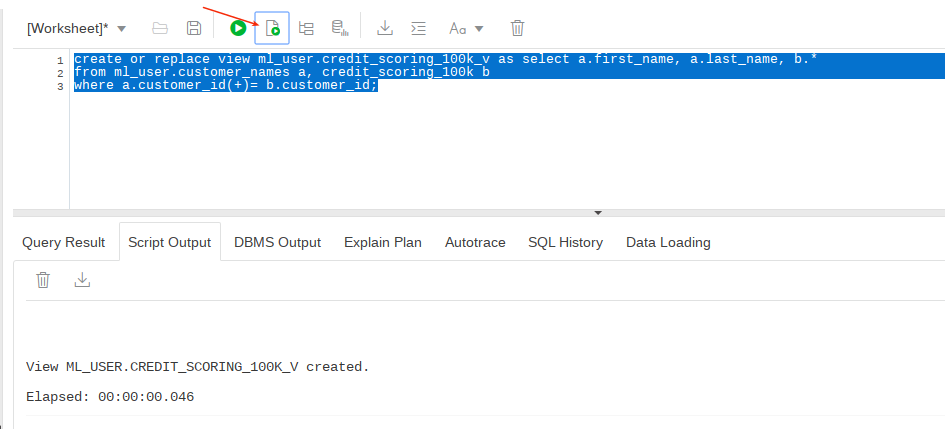 [Worksheet]*
Aa
1 create or replace view ml_user.credit_scoring_100k_v as select a.first_name, a.last_name, b.*
2 from ml_user.customer_names a, credit_scoring_100k b
3 where a.customer_id(+)= b.customer_id;
Query Result Script Output DBMS Output Explain Plan Autotrace SQL History Data Loading
View ML_USER.CREDIT_SCORING_100K_V created.
Elapsed: 00:00:00.046